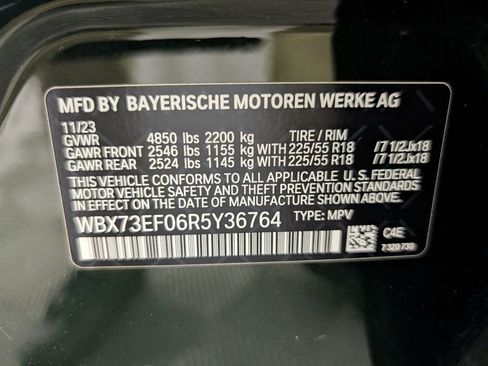 MFD BY BAYERISCHE MOTOREN WERKE AG
11/23
GVWR 4850 lbs 2200 kg TIRE / RIM
GAWR FRONT 2546 lbs 1155 kg WITH 225/55 R18 /7 1/2Jx18
GAWR REAR 2524 lbs 1145 kg WITH 225/55 R18 /7 1/2Jx18
THIS VEHICLE CONFORMS TO ALL APPLICABLE U. S. FEDERAL
MOTOR VEHICLE SAFETY AND THEFT PREVENTION STANDARDS
IN EFFECT ON THE DATE OF MANUFACTURE SHOWN ABOVE.
WBX73EF06R5Y36764 TYPE: MPV
C4E
7 320 730